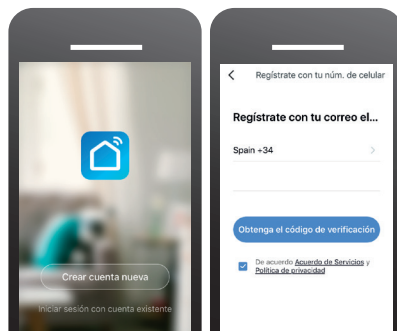 Crear cuenta nueva
Iniciar sesión con cuenta existente
Regístrate con tu núm. de celular
Regístrate con tu correo el...
Spain +34
Obtenga el código de verificación
De acuerdo Acuerdo de Servicios y
Política de privacidad